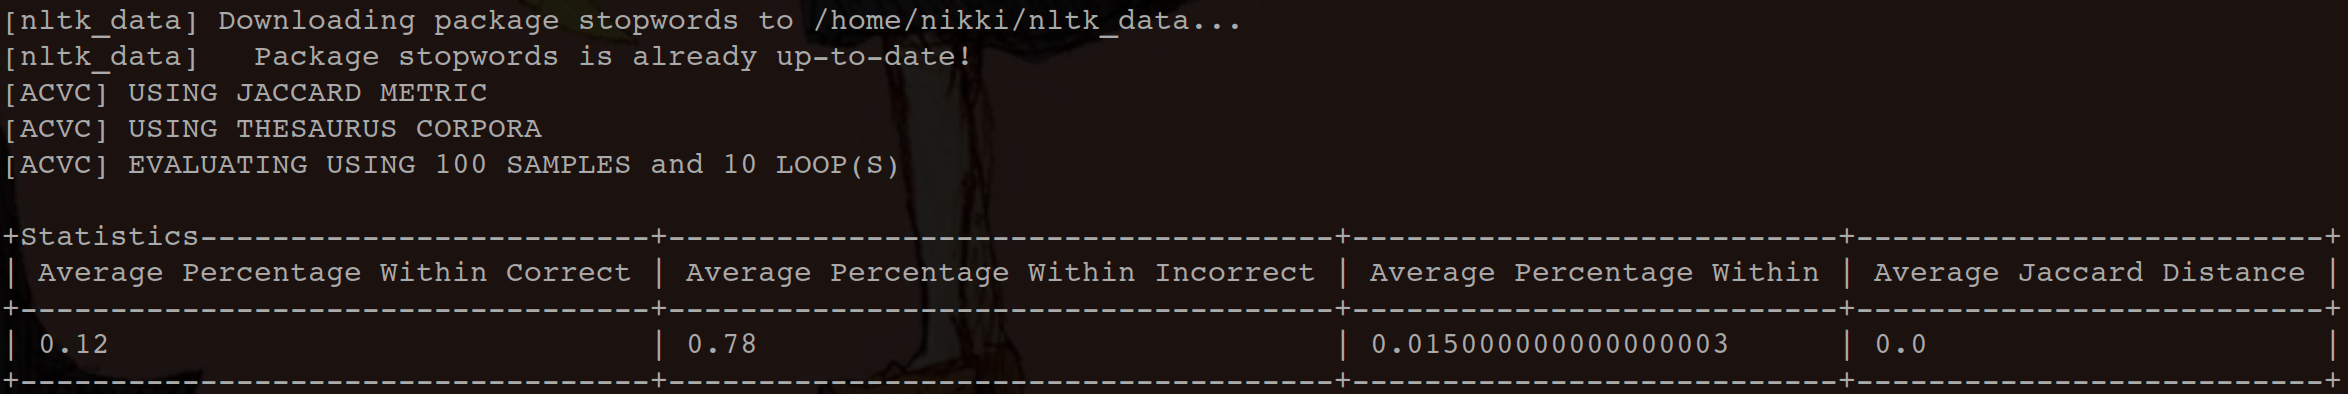 [nltk_data] Downloading package stopwords to /home/nikki/nltk_data...
[nltk_data]   Package stopwords is already up-to-date!
[ACVC] USING JACCARD METRIC
[ACVC] USING THESAURUS CORPORA
[ACVC] EVALUATING USING 100 SAMPLES and 10 LOOP(S)
+Statistics-------------------------+-------------------------------------+---------------------------+--------------------------+
| Average Percentage Within Correct | Average Percentage Within Incorrect | Average Percentage Within | Average Jaccard Distance |
+-----------------------------------+-------------------------------------+---------------------------+--------------------------+
| 0.12                              | 0.78                                | 0.015000000000000003      | 0.0                      |
+-----------------------------------+-------------------------------------+---------------------------+--------------------------+